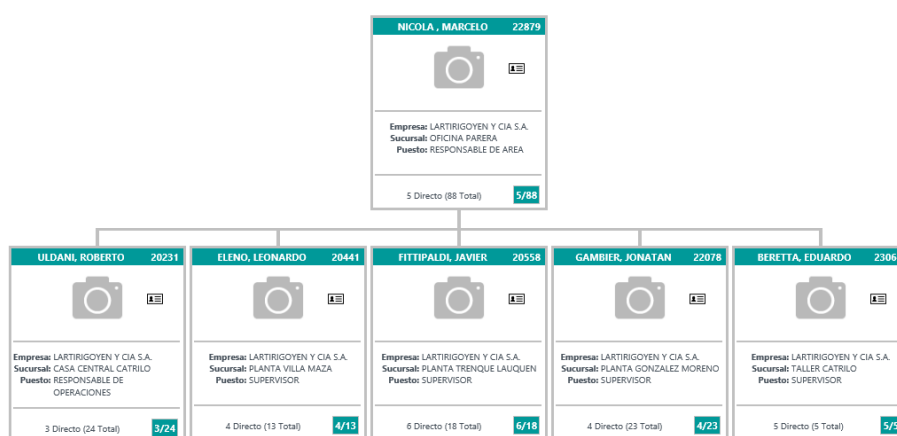 NICOLA , MARCELO 22879
Empresa: LARTIRIGOYEN Y CIA S.A.
Sucursal: OFICINA PARERA
Puesto: RESPONSABLE DE AREA
5 Directo (88 Total) 5/88
ULDANI, ROBERTO 20231
Empresa: LARTIRIGOYEN Y CIA S.A.
Sucursal: CASA CENTRAL CATRILO
Puesto: RESPONSABLE DE
OPERACIONES
3 Directo (24 Total) 3/24
ELENO, LEONARDO 20441
Empresa: LARTIRIGOYEN Y CIA S.A.
Sucursal: PLANTA VILLA MAZA
Puesto: SUPERVISOR
4 Directo (13 Total) 4/13
FITTIPALDI, JAVIER 20558
Empresa: LARTIRIGOYEN Y CIA S.A.
Sucursal: PLANTA TRENQUE LAUQUEN
Puesto: SUPERVISOR
6 Directo (18 Total) 6/18
GAMBIER, JONATAN 22078
Empresa: LARTIRIGOYEN Y CIA S.A.
Sucursal: PLANTA GONZALEZ MORENO
Puesto: SUPERVISOR
4 Directo (23 Total) 4/23
BERETTA, EDUARDO 2306
Empresa: LARTIRIGOYEN Y CIA S.A.
Sucursal: TALLER CATRILO
Puesto: SUPERVISOR
5 Directo (5 Total) 5/5